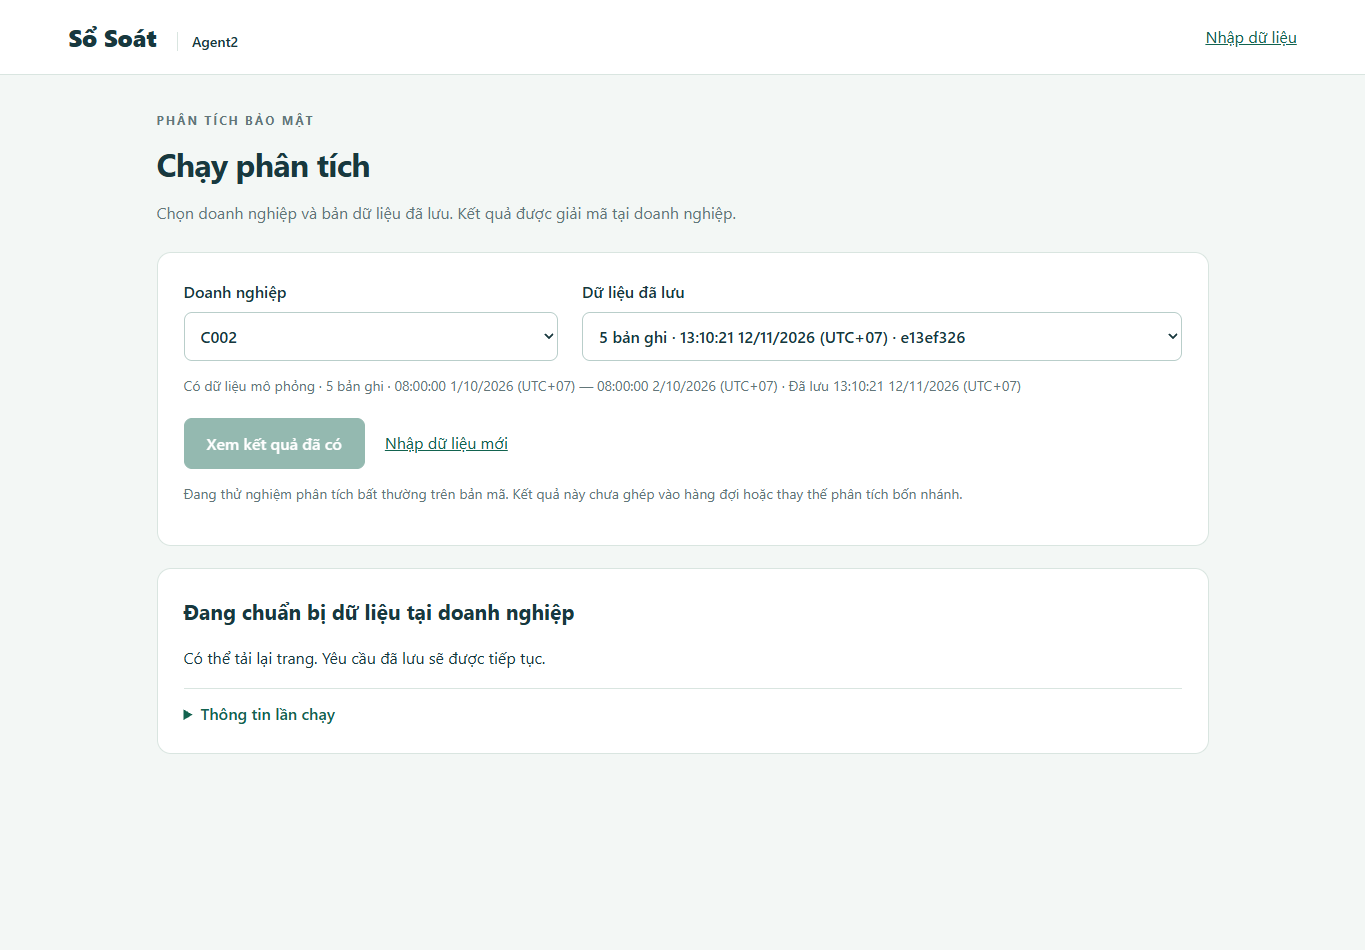 Sổ Soát
Agent2
Nhập dữ liệu
PHÂN TÍCH BẢO MẬT
Chạy phân tích
Chọn doanh nghiệp và bản dữ liệu đã lưu. Kết quả được giải mã tại doanh nghiệp.
Doanh nghiệp
Dữ liệu đã lưu
C002
5 bản ghi · 13:10:21 12/11/2026 (UTC+07) · e13ef326
Có dữ liệu mô phỏng · 5 bản ghi · 08:00:00 1/10/2026 (UTC+07) — 08:00:00 2/10/2026 (UTC+07) · Đã lưu 13:10:21 12/11/2026 (UTC+07)
Xem kết quả đã có
Nhập dữ liệu mới
Đang thử nghiệm phân tích bất thường trên bản mã. Kết quả này chưa ghép vào hàng đợi hoặc thay thế phân tích bốn nhánh.
Đang chuẩn bị dữ liệu tại doanh nghiệp
Có thể tải lại trang. Yêu cầu đã lưu sẽ được tiếp tục.
Thông tin lần chạy